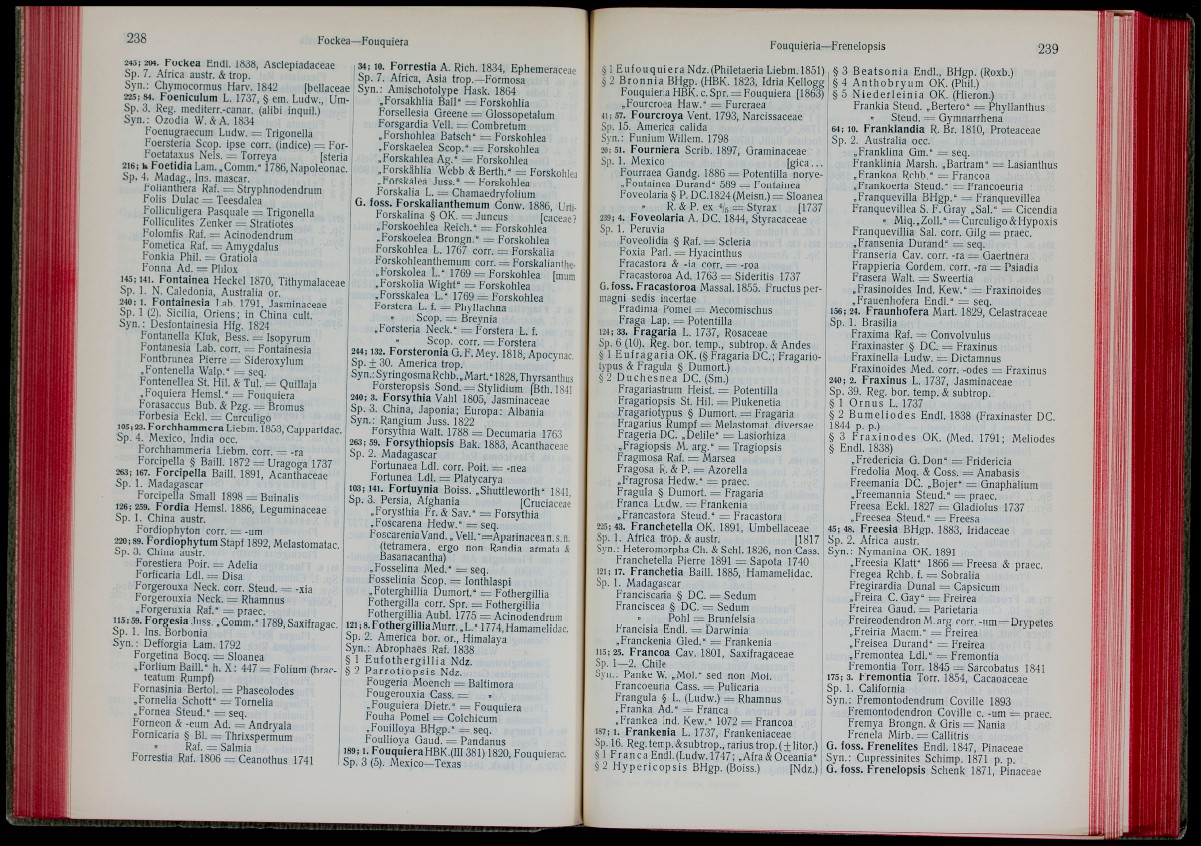 238
Fockea—Fouquiera
245; 204. Fockea Endl. 1838, Asclepiadaceae
Sp. 7. Africa austr. & trop.
Syn.: Chymocormus Harv. 1842 [bellaceae
225; 84. Foeniculum L. 1737, § em. Ludw., Um-
Sp. 3. Reg. mediterr.-canar. (alibi inquil.)
Syn.: Ozodia W. & A. 1834
Foenugraecum Ludw. = Trigonella
Foersteria Scop. ipse corr. (indice) = For-
Foetataxus Nels. = Torreya [steria
Foetidia Lam. „Comm.“ 1786, Napoleonac.
Sp. 4. Madag., Ins. mascar.
Folianthera Raf. = Stryphnodendrum
Folis Dulac = Teesdalea
Folliculigera Pasquale = Trigonella
Folliculites Zenker = Stratiotes
Folomfis Raf. = Acinodendrum
Fometica Raf. = Amygdalus
Fonkia Phil. = Gratiola
Fonna Ad. = Phlox
145; 141. Fontainea Heckel 1870, Tithymalaceae
Sp. 1. N. Caledonia, Australia or.
240; 1. Fontainesia Lab. 1791, Jasminaceae
Sp. 1 (2). Sicilia, Oriens; in China cult.
Syn.: Desfontainesia Hfg. 1824
Fontanella Kluk, Bess. = Isopyrum
Fontanesia Lab. corr. = Fontainesia
Fontbrunea Pierre = Sideroxylum
„Fontenella Walp.“ = seq.
Fontenellea St. Hil. & Tul. = Quillaja
„Foquiera Hemsl.“ = Fouquiera
Forasaccus Bub. & Pzg. = Bromus
Forbesia Eckl. = Curculigo
105; 23. Forchhammera Liebm. 1853, Capparidac.
Sp. 4. Mexico, India occ.
Forchhammeria Liebm. corr. = -ra
Forcipella § Baill. 1872 = Uragoga 1737
263; 167. Forcipella Baill. 1891, Acanthaceae
Sp. 1. Madagascar
Forcipella Small 1898 = Buinalis
126; 259. Fordia Hemsl. 1886, Leguminaceae
Sp. 1. China austr.
Fordiophyton corr. = -um
220; 89. Fordiophytum Stapf 1892, Melastomatac.
Sp. 3. China austr.
Forestiera Poir. = Adelia
Forficaria Ldl. = Disa
Forgerouxa Neck. corr. Steud. = -xia
Forgerouxia Neck. = Rhamnus
„Forgeruxia Raf.“ = praec.
115; 59. Forgesia Juss. „Comm.“ 1789, Saxifragac.
Sp. 1. Ins. Borbonia
Syn.: Defforgia Lam. 1792
Forgetina Bocq. = Sloanea
„Forlium Baill.“ h. X: 447 = Folium (brac-
teatum Rumpf)
Fornasinia Bertol. = Phaseolodes
„Fornelia Schott“ = Tornelia
„Fornea Steud.“ = seq.
Forneon & -eum Ad. = Andryala
Fornicaria § Bl. = Thrixspermum
" Raf. = Salmia
Forrestia Raf. 1806 = Ceanothus 1741
34; 10. Forrestia A. Rich. 1834, Ephemeraceae
Sp. 7. Africa, Asia trop.—Formosa
Syn.: Amischotolype Hask. 1864
„Forsakhlia Ball“ = Forskohlia
Forsellesia Greene = Glossopetalum
Forsgardia Vell. = Combretum
„Forshohlea Batsch“ = Forskohlea
„Forskaelea Scop.“ = Forskohlea
„Forskahlea Ag.“ = Forskohlea
„Forskåhlia Webb & Berth.“ = Forskohlea
„Forskalea Juss.“ = Forskohlea
Forskalia L. = Chamaedryfolium
G. foss. Forskalianthemum Conw. 1886, Urti-
Forskalina § OK. = Juncus [caceae?
„Forskoehlea Reich.“ = Forskohlea
„Forskoelea Brongn.“ = Forskohlea
Forskohlea L. 1767 corr. = Forskalia
Forskohleanthemum corr. = Forskalianthe-
„Forskolea L.“ 1769 = Forskohlea [mum
„Forskolia Wight“ = Forskohlea
„Forsskalea L.“ 1769 = Forskohlea
Forstera L. f. = Phyllachna
" Scop. = Breynia
„Forsteria Neck.“ = Forstera L. f.
" Scop. corr. = Forstera
244; 132. Forsteronia G. F. Mey. 1818, Apocynac.
Sp. ± 30. America trop.
Syn.: Syringosma Rchb. „Mart.“ 1828, Thyrsanthus
Forsteropsis Sond. = Stylidium [Bth. 1841
240; 3. Forsythia Vahl 1805, Jasminaceae
Sp. 3. China, Japonia; Europa: Albania
Syn.: Rangium Juss. 1822
Forsythia Walt. 1788 = Decumaria 1763
263; 59. Forsythiopsis Bak. 1883, Acanthaceae
Sp. 2. Madagascar
Fortunaea Ldl. corr. Poit. = -nea
Fortunea Ldl. = Platycarya
103; 141. Fortuynia Boiss. „Shuttleworth“ 1841,
Sp. 3. Persia, Afghania [Cruciaceae
„Forysthia Fr. & Sav.“ = Forsythia
„Foscarena Hedw.“ = seq.
Foscarenia Vand. „Vell.“ = Aparinacea n. s. n.
(tetramera, ergo non Randia armata &
Basanacantha)
„Fosselina Med.“ = seq.
Fosselinia Scop. = Ionthlaspi
„Foterghillia Dumort.“ = Fothergillia
Fothergilla corr. Spr. = Fothergillia
Fothergillia Aubl. 1775 = Acinodendrum
121; 8. Fothergillia Murr. „L.“ 1774, Hamamelidac.
Sp. 2. America bor. or., Himalaya
Syn.: Abrophaës Raf. 1838
§ 1 Eufothergillia Ndz.
§ 2 Parrotiopsis Ndz.
Fougeria Moench = Baltimora
Fougerouxia Cass. = "
„Fouguiera Dietr.“ = Fouquiera
Fouha Pomel = Colchicum
„Fouilloya BHgp.“ = seq.
Foullioya Gaud. = Pandanus
189; 1. Fouquiera HBK. (III 381) 1820, Fouquierac.
Sp. 3 (5). Mexico—Texas
Fouquieria—Frenelopsis
239
§ 1 Eufouquiera Ndz. (Philetaeria Liebm. 1851)
§ 2 Bronnia BHgp. (HBK. 1823, Idria Kellogg
Fouquiera HBK. c. Spr. = Fouquiera [1863)
„Fourcroea Haw.“ = Furcraea
41; 57. Fourcroya Vent. 1793, Narcissaceae
Sp. 15. America calida
Syn.: Funium Willem. 1798
20; 51. Fourniera Scrib. 1897, Graminaceae
Sp. 1. Mexico [gica...
Fourraea Gandg. 1886 = Potentilla norve-
„Foutainea Durand“ 589 = Fontainea
Foveolaria § P. DC. 1824 (Meisn.) = Sloanea
" R. & P. ex 4/5 = Styrax [1737
239; 4. Foveolaria A. DC. 1844, Styracaceae
Sp. 1. Peruvia
Foveolidia § Raf. = Scleria
Foxia Parl. = Hyacinthus
Fracastora & -ia corr. = -roa
Fracastoroa Ad. 1763 = Sideritis 1737
G. foss. Fracastoroa Massal. 1855. Fructus per-
magni sedis incertae
Fradinia Pomel = Mecomischus
Fraga Lap. = Potentilla
124; 33. Fragaria L. 1737, Rosaceae
Sp. 6 (10). Reg. bor. temp., subtrop. & Andes
§ 1 Eufragaria OK. (§ Fragaria DC.; Fragario-
typus & Fragula § Dumort.)
§ 2 Duchesnea DC. (Sm.)
Fragariastrum Heist. = Potentilla
Fragariopsis St. Hil. = Plukenetia
Fragariotypus § Dumort. = Fragaria
Fragarius Rumpf = Melastomat. diversae
Frageria DC. „Delile“ = Lasiorhiza
„Fragiopsis M. arg.“ = Tragiopsis
Fragmosa Raf. = Marsea
Fragosa R. & P. = Azorella
„Fragrosa Hedw.“ = praec.
Fragula § Dumort. = Fragaria
Franca Ludw. = Frankenia
„Francastora Steud.“ = Fracastora
225; 43. Franchetella OK. 1891, Umbellaceae
Sp. 1. Africa trop. & austr. [1817
Syn.: Heteromorpha Ch. & Schl. 1826, non Cass.
Franchetella Pierre 1891 = Sapota 1740
121; 17. Franchetia Baill. 1885, Hamamelidac.
Sp. 1. Madagascar
Franciscaria § DC. = Sedum
Franciscea § DC. = Sedum
" Pohl = Brunfelsia
Francisia Endl. = Darwinia
„Franckenia Gled.“ = Frankenia
115; 25. Francoa Cav. 1801, Saxifragaceae
Sp. 1—2. Chile
Syn.: Panke W. „Mol.“ sed non Mol.
Francoeuria Cass. = Pulicaria
Frangula § L. (Ludw.) = Rhamnus
„Franka Ad.“ = Franca
„Frankea Ind. Kew.“ 1072 = Francoa
187; 1. Frankenia L. 1737, Frankeniaceae
Sp. 16. Reg. temp. & subtrop., rarius trop. (± litor.)
§ 1 Franca Endl. (Ludw. 1747; „Afra & Oceania“
§ 2 Hypericopsis BHgp. (Boiss.) [Ndz.)
§ 3 Beatsonia Endl., BHgp. (Roxb.)
§ 4 Anthobryum OK. (Phil.)
§ 5 Niederleinia OK. (Hieron.)
Frankia Steud. „Bertero“ = Phyllanthus
" Steud. = Gymnarrhena
64; 10. Franklandia R. Br. 1810, Proteaceae
Sp. 2. Australia occ.
„Franklina Gm.“ = seq.
Franklinia Marsh. „Bartram“ = Lasianthus
„Frankoa Rchb.“ = Francoa
„Frankoerta Steud.“ = Francoeuria
„Franquevilla BHgp.“ = Franquevillea
Franquevillea S. F. Gray „Sal.“ = Cicendia
" Miq., Zoll.“ = Curculigo & Hypoxis
Franquevillia Sal. corr. Gilg = praec.
„Fransenia Durand“ = seq.
Franseria Cav. corr. -ra = Gaertnera
Frappieria Cordem. corr. -ra = Psiadia
Frasera Walt. = Sweertia
„Frasinoides Ind. Kew.“ = Fraxinoides
„Frauenhofera Endl.“ = seq.
156; 24. Fraunhofera Mart. 1829, Celastraceae
Sp. 1. Brasilia
Fraxima Raf. = Convolvulus
Fraxinaster § DC. = Fraxinus
Fraxinella Ludw. = Dictamnus
Fraxinoides Med. corr. -odes = Fraxinus
240; 2. Fraxinus L. 1737, Jasminaceae
Sp. 39. Reg. bor. temp. & subtrop.
§ 1 Ornus L. 1737
§ 2 Bumeliodes Endl. 1838 (Fraxinaster DC.
1844 p. p.)
§ 3 Fraxinodes OK. (Med. 1791; Meliodes
§ Endl. 1838)
„Fredericia G. Don“ = Fridericia
Fredolia Moq. & Coss. = Anabasis
Freemania DC. „Bojer“ = Gnaphalium
„Freemannia Steud.“ = praec.
Freesa Eckl. 1827 = Gladiolus 1737
„Freesea Steud.“ = Freesa
45; 48. Freesia BHgp. 1883, Iridaceae
Sp. 2. Africa austr.
Syn.: Nymanina OK. 1891
„Freesia Klatt“ 1866 = Freesa & praec.
Fregea Rchb. f. = Sobralia
Fregirardia Dunal = Capsicum
„Freira C. Gay“ = Freirea
Freirea Gaud. = Parietaria
Freireodendron M. arg. corr. -um = Drypetes
„Freiria Macm.“ = Freirea
„Freisea Durand“ = Freirea
„Fremontea Ldl.“ = Fremontia
Fremontia Torr. 1845 = Sarcobatus 1841
175; 3. Fremontia Torr. 1854, Cacaoaceae
Sp. 1. California
Syn.: Fremontodendrum Coville 1893
Fremontodendron Coville c. -um = praec.
Fremya Brongn. & Gris = Nania
Frenela Mirb. = Callitris
G. foss. Frenelites Endl. 1847, Pinaceae
Syn.: Cupressinites Schimp. 1871 p. p.
G. foss. Frenelopsis Schenk 1871, Pinaceae